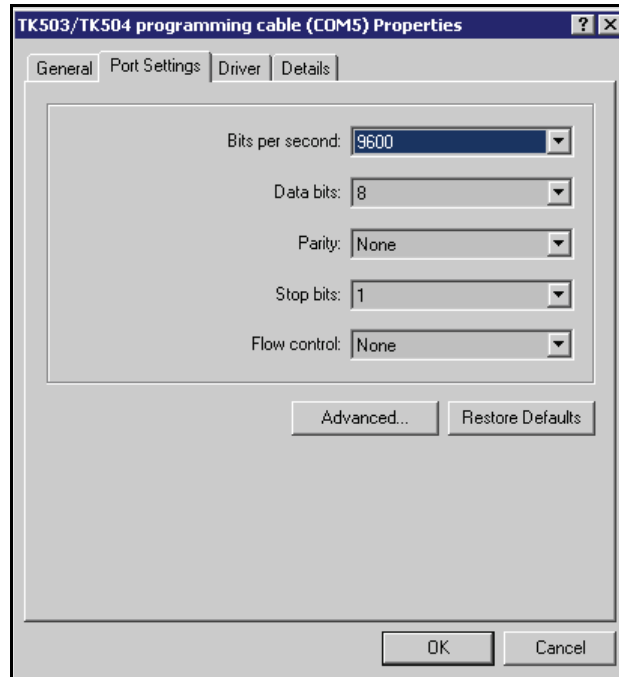 TK503/TK504 programming cable (COM5) Properties ? X
General Port Settings Driver Details
Bits per second: 9600
Data bits: 8
Parity: None
Stop bits: 1
Flow control: None
Advanced... Restore Defaults
OK Cancel